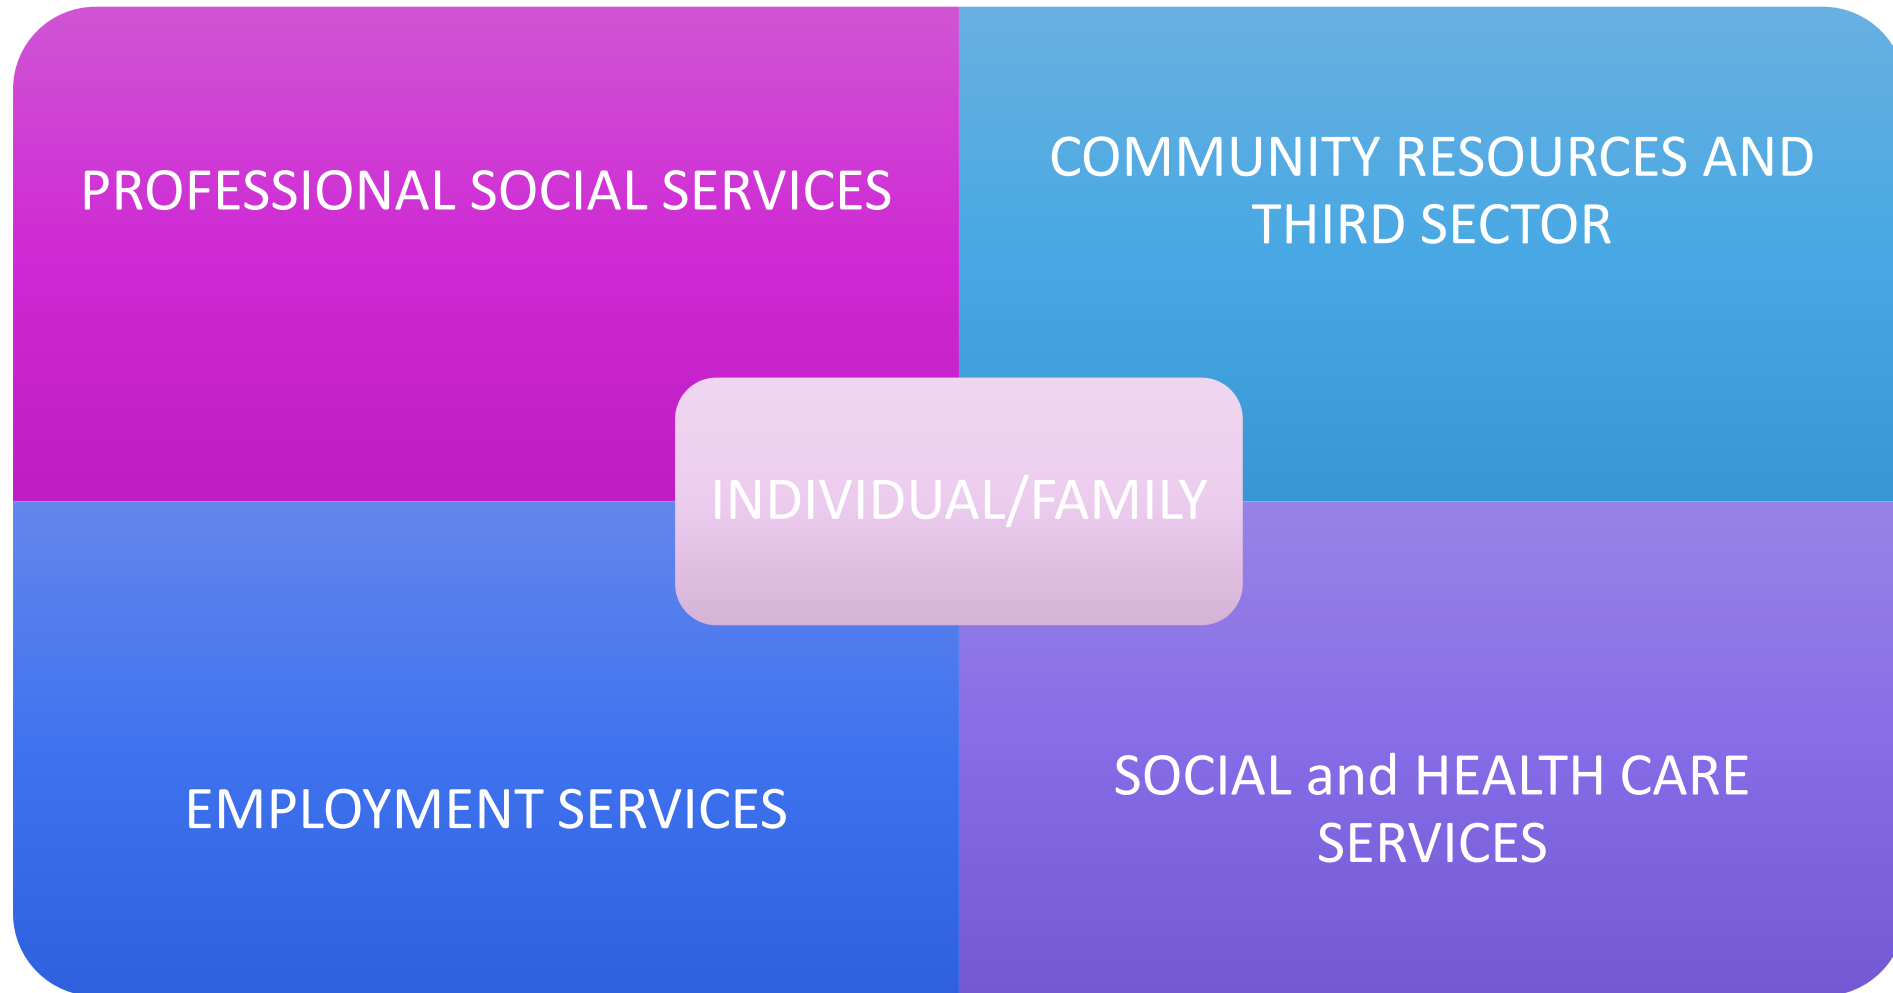 PROFESSIONAL SOCIAL SERVICES
COMMUNITY RESOURCES AND
THIRD SECTOR
INDIVIDUAL/FAMILY
EMPLOYMENT SERVICES
SOCIAL and HEALTH CARE
SERVICES